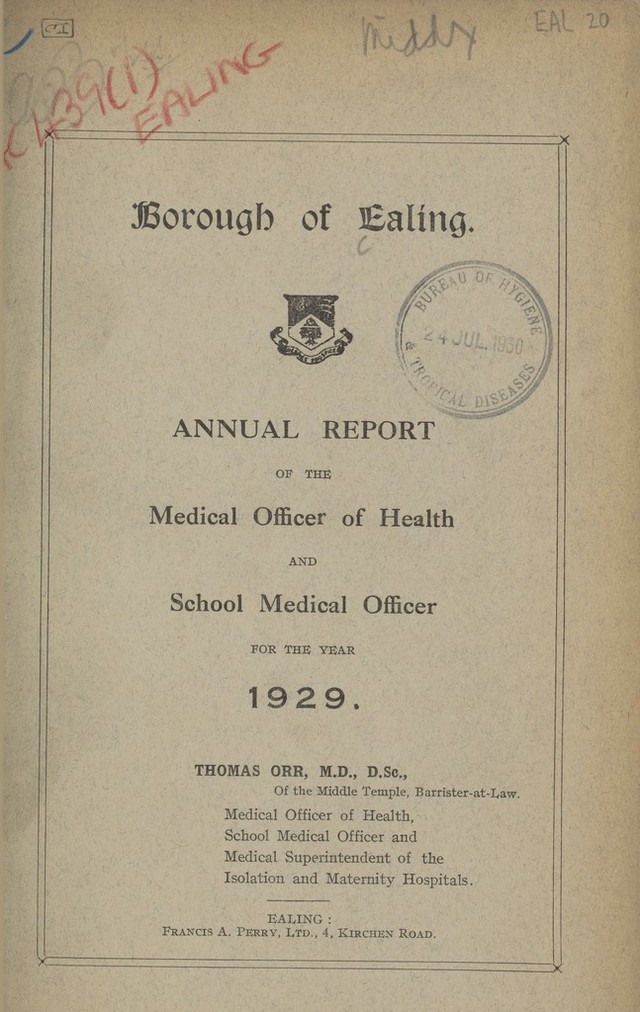 Middx
EAL 20
EALING
Borough of Ealing.
BUREAU OF HYGIENE
24 JUL. 1930
& TROPICAL DISEASES
ANNUAL REPORT
OF THE
Medical Officer of Health
AND
School Medical Officer
FOR THE YEAR
1929.
THOMAS ORR, M.D., D.Sc.,
Of the Middle Temple, Barrister-at-Law.
Medical Officer of Health,
School Medical Officer and
Medical Superintendent of the
Isolation and Maternity Hospitals.
EALING :
FRANCIS A. PERRY, LTD., 4, KIRCHEN ROAD.